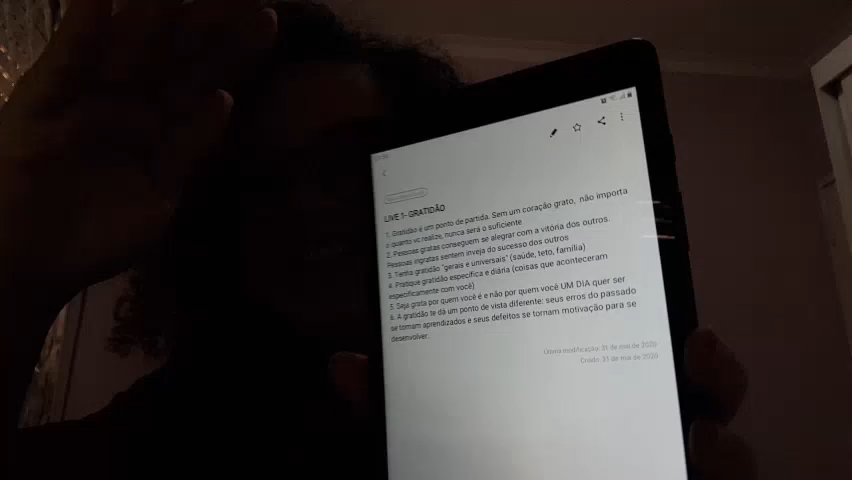 LIVE 1- GRATIDÃO
1. Gratidão é um ponto de partida. Sem um coração grato, não importa
o quanto vc realize, nunca será o suficiente
2. Pessoas gratas conseguem se alegrar com a vitória dos outros.
Pessoas ingratas sentem inveja do sucesso dos outros
3. Tenha gratidão "gerais e universais" (saúde, teto, família)
4. Pratique gratidão específica e diária (coisas que aconteceram
especificamente com você)
5. Seja grata por quem você é e não por quem você UM DIA quer ser
6. A gratidão te dá um ponto de vista diferente: seus erros do passado
se tornam aprendizados e seus defeitos se tornam motivação para se
desenvolver.
Última modificação: 31 de mai de 2020
Criado: 31 de mai de 2020